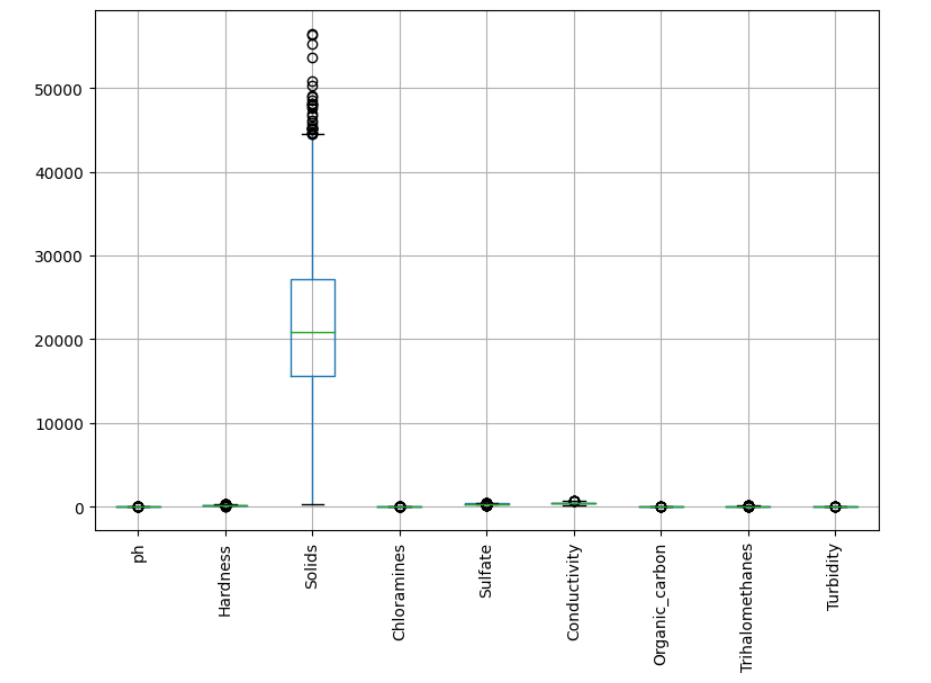 50000
40000
30000
20000
10000
0
ph
Hardness
Solids
Chloramines
Sulfate
Conductivity
Organic_carbon
Trihalomethanes
Turbidity